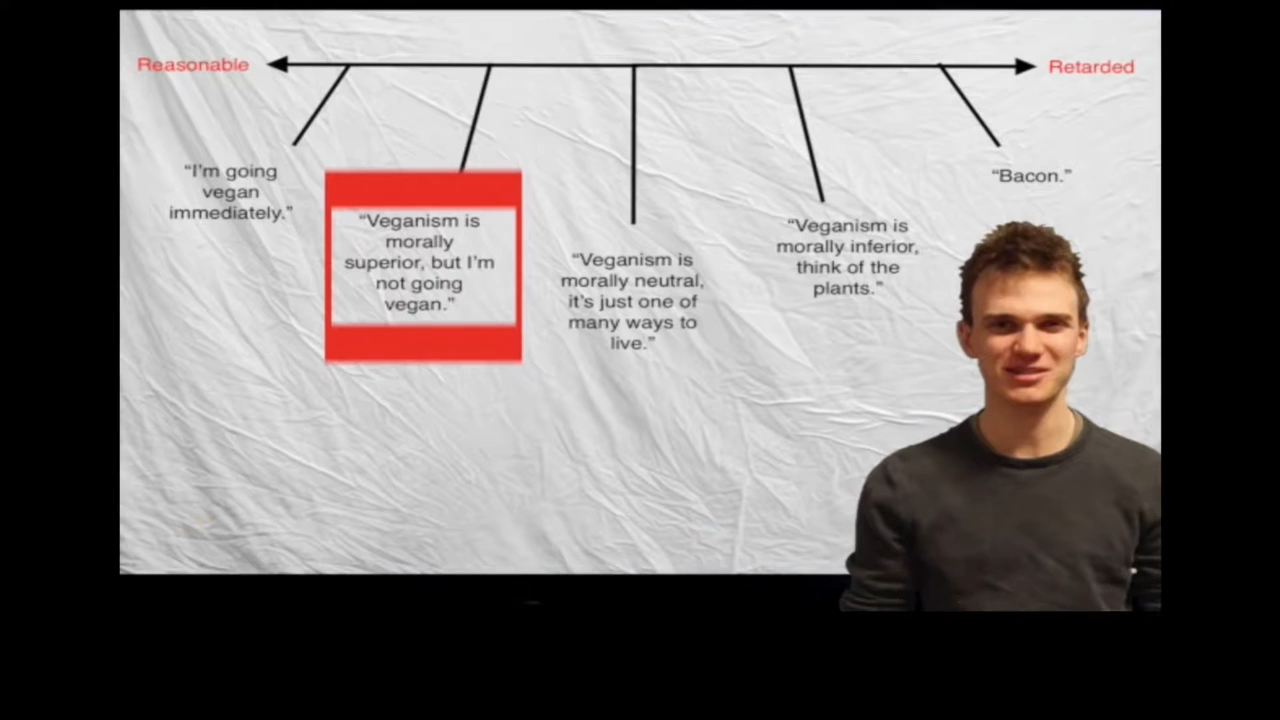 Reasonable
Retarded
“I’m going
vegan
immediately.”
“Veganism is
morally
superior, but I’m
not going
vegan.”
“Veganism is
morally neutral,
it’s just one of
many ways to
live.”
“Veganism is
morally inferior,
think of the
plants.”
“Bacon.”